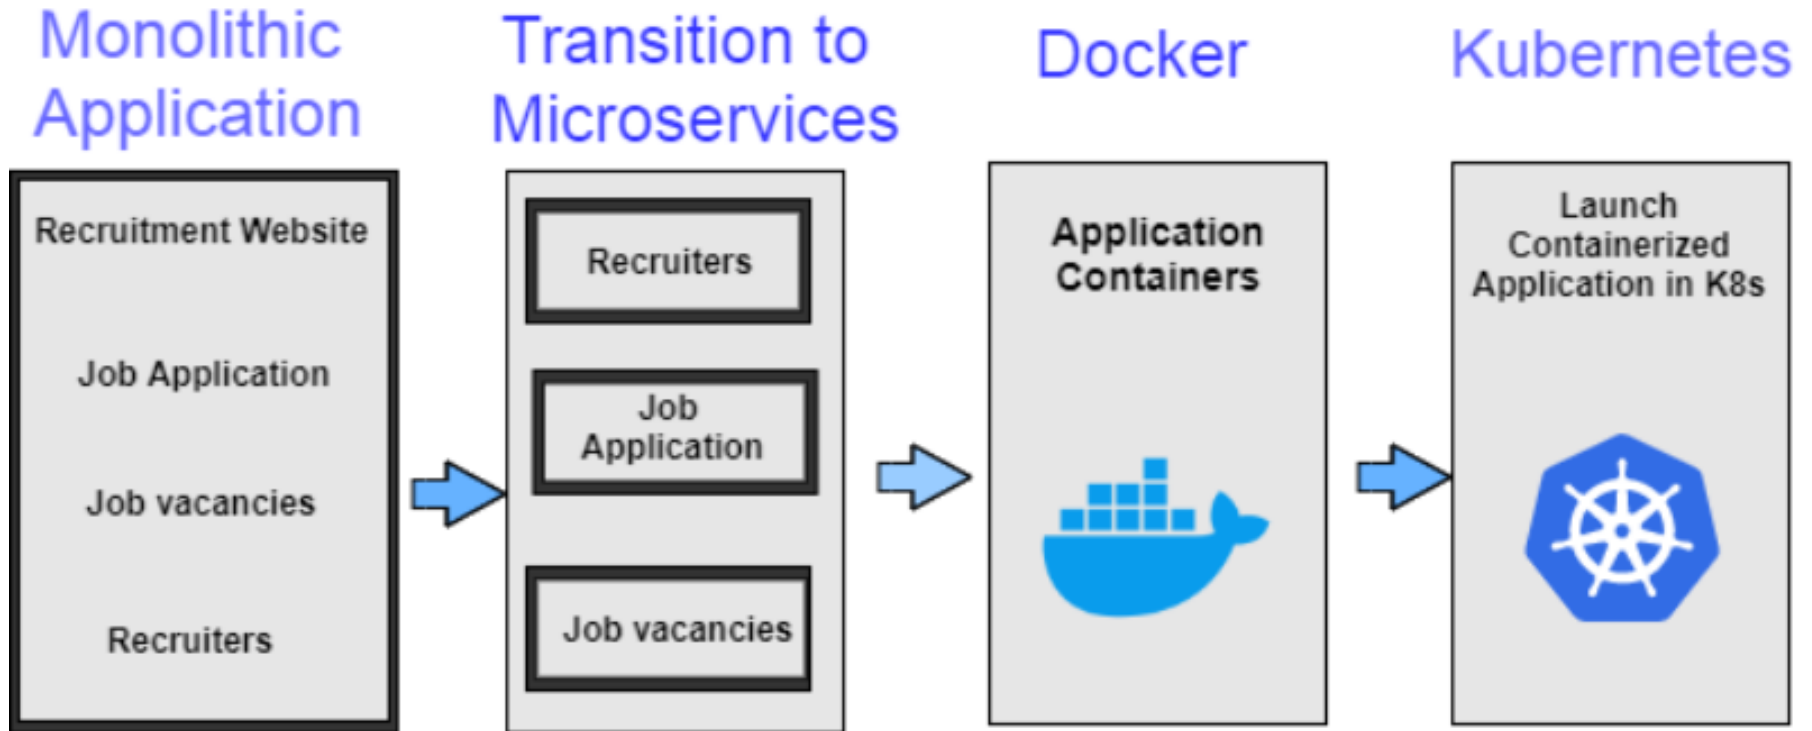 Monolithic
Application
Transition to
Microservices
Docker
Kubernetes
Recruitment Website
Job Application
Job vacancies
Recruiters
Recruiters
Job
Application
Job vacancies
Application
Containers
Launch
Containerized
Application in K8s